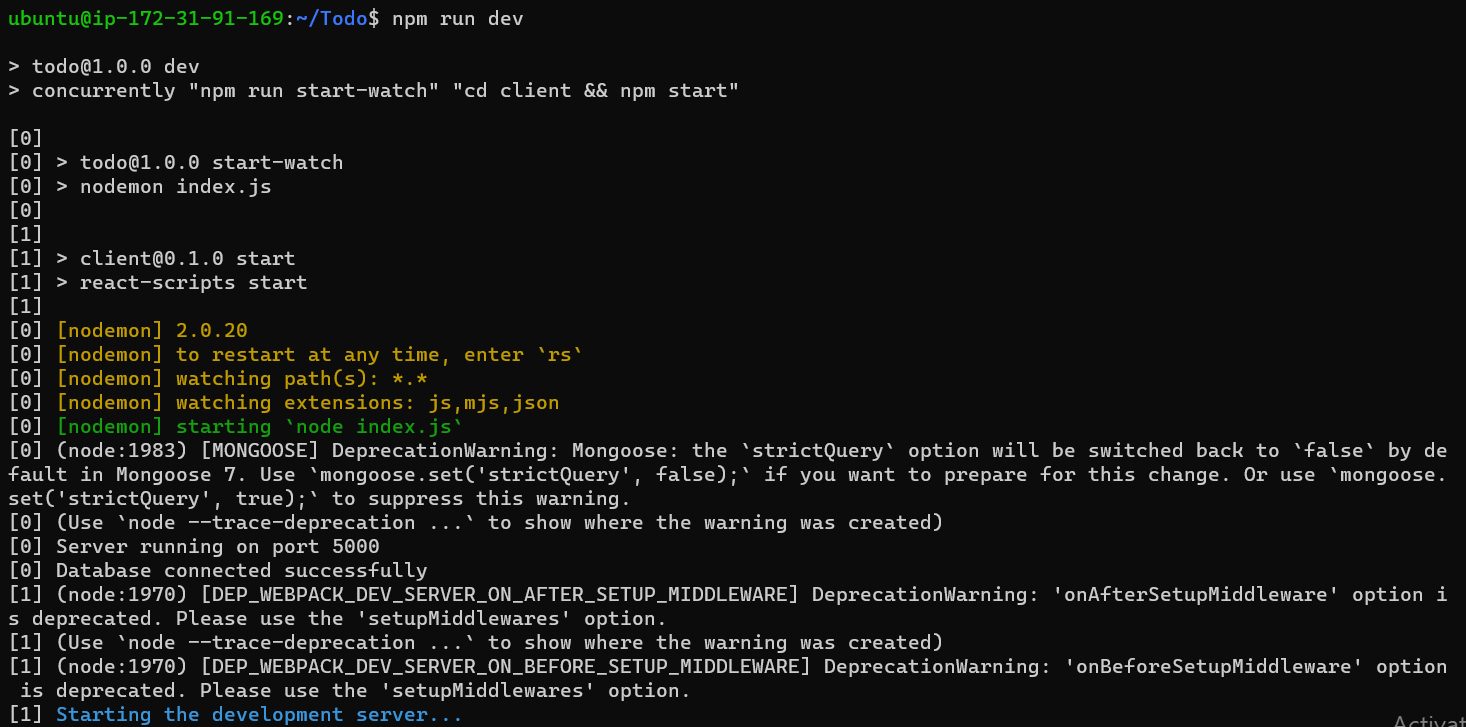 ubuntu@ip-172-31-91-169:~/Todo$ npm run dev
> todo@1.0.0 dev
> concurrently "npm run start-watch" "cd client && npm start"
[0]
[0] > todo@1.0.0 start-watch
[0] > nodemon index.js
[0]
[1]
[1] > client@0.1.0 start
[1] > react-scripts start
[1]
[0] [nodemon] 2.0.20
[0] [nodemon] to restart at any time, enter `rs`
[0] [nodemon] watching path(s): *.*
[0] [nodemon] watching extensions: js,mjs,json
[0] [nodemon] starting `node index.js`
[0] (node:1983) [MONGOOSE] DeprecationWarning: Mongoose: the `strictQuery` option will be switched back to `false` by de
fault in Mongoose 7. Use `mongoose.set('strictQuery', false);` if you want to prepare for this change. Or use `mongoose.
set('strictQuery', true);` to suppress this warning.
[0] (Use `node --trace-deprecation ...` to show where the warning was created)
[0] Server running on port 5000
[0] Database connected successfully
[1] (node:1970) [DEP_WEBPACK_DEV_SERVER_ON_AFTER_SETUP_MIDDLEWARE] DeprecationWarning: 'onAfterSetupMiddleware' option i
s deprecated. Please use the 'setupMiddlewares' option.
[1] (Use `node --trace-deprecation ...` to show where the warning was created)
[1] (node:1970) [DEP_WEBPACK_DEV_SERVER_ON_BEFORE_SETUP_MIDDLEWARE] DeprecationWarning: 'onBeforeSetupMiddleware' option
 is deprecated. Please use the 'setupMiddlewares' option.
[1] Starting the development server...